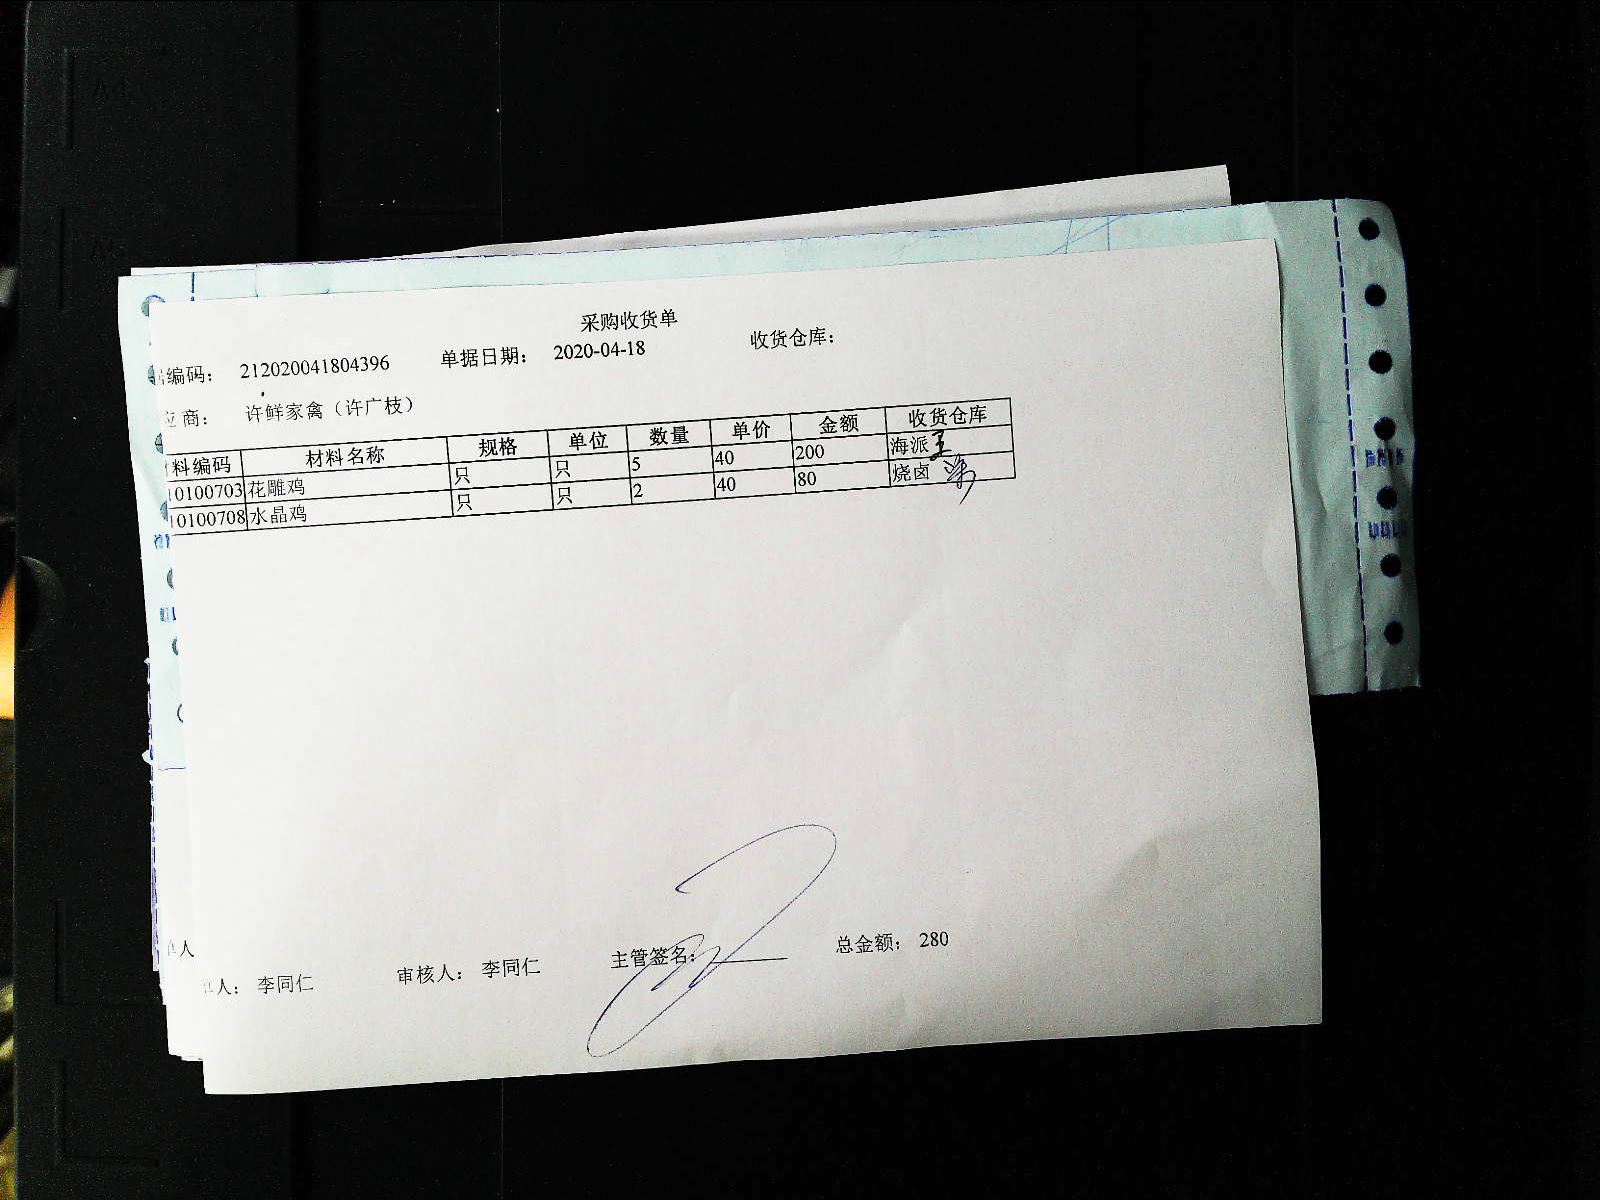 采购收货单
编码： 212020041804396 单据日期： 2020-04-18 收货仓库：
应 商： 许鲜家禽（许广枝）
料编码 材料名称 规格 单位 数量 单价 金额 收货仓库
10100703 花雕鸡 只 只 5 40 200 海派 王
10100708 水晶鸡 只 只 2 40 80 烧卤
人
人： 李同仁 审核人： 李同仁 主管签名： 总金额： 280